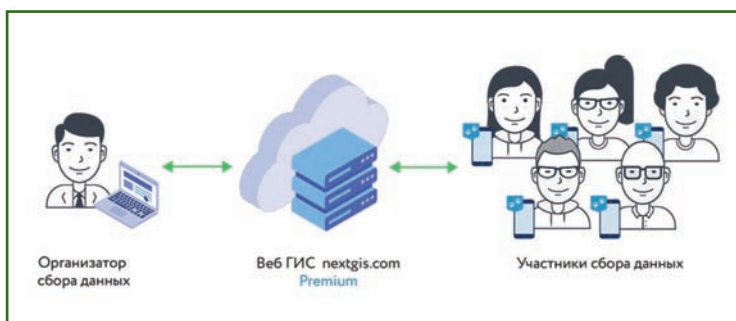 Организатор
сбора данных
Веб ГИС nextgis.com
Premium
Участники сбора данных